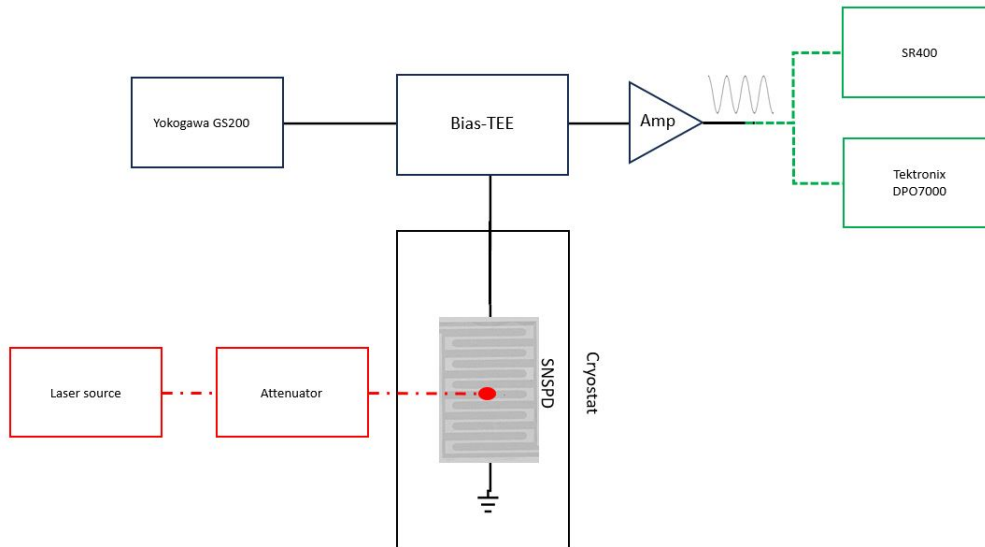 SR400
Yokogawa GS200
Bias-TEE
Amp
Tektronix
DPO7000
Laser source
Attenuator
SNSPD
Cryostat